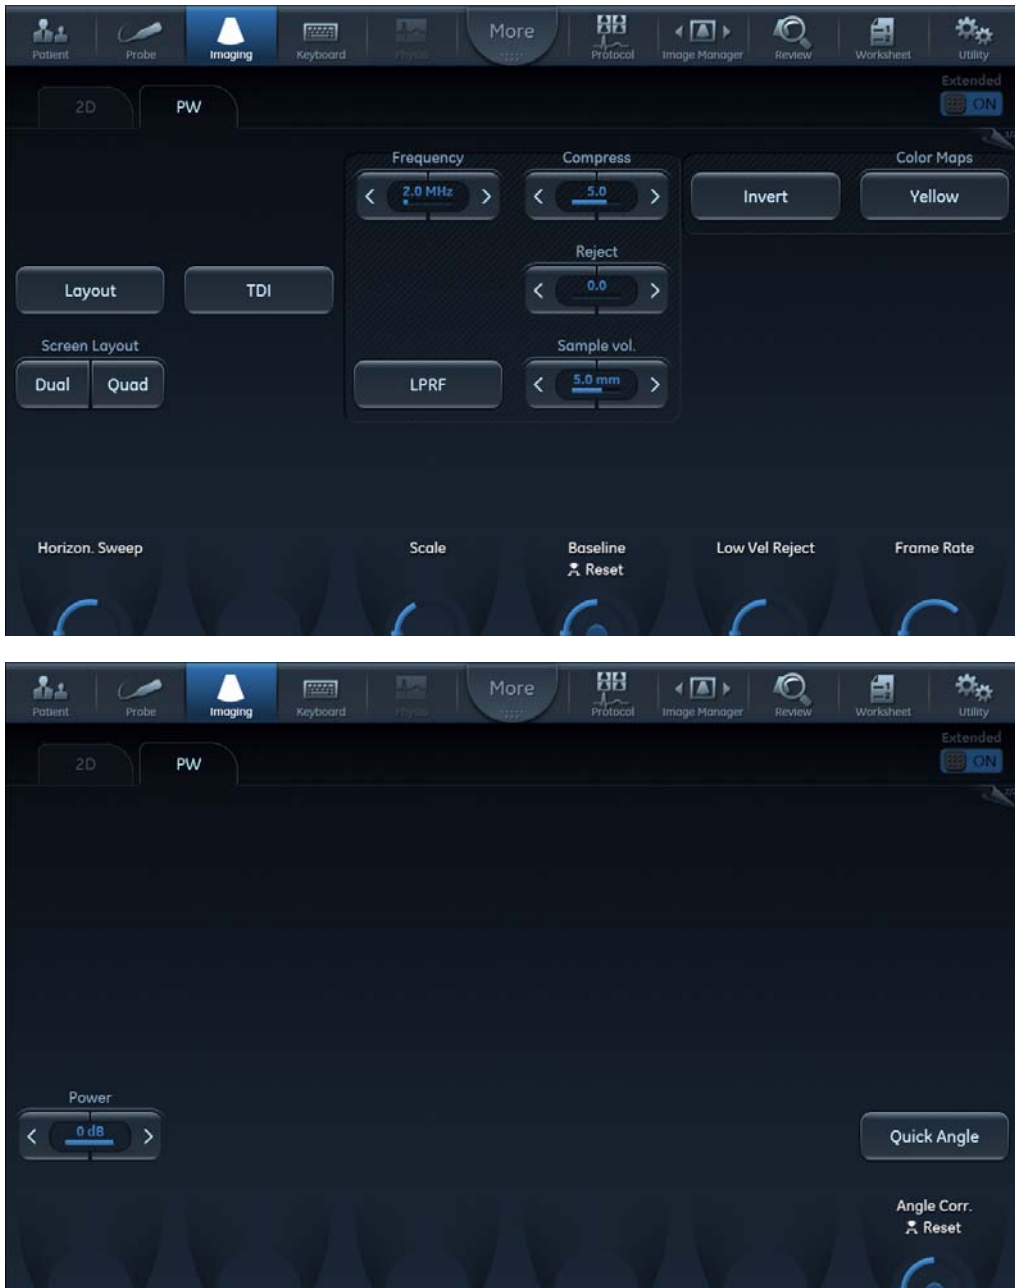 Patient Probe Imaging Keyboard Physio More Protocol Image Manager Review Worksheet Utility
Extended
2D PW ON
Frequency Compress Color Maps
2.0 MHz 5.0 Invert Yellow
Reject
Layout TDI 0.0
Screen Layout Sample vol.
Dual Quad LPRF 5.0 mm
Horizon. Sweep Scale Baseline Low Vel Reject Frame Rate
Reset
Patient Probe Imaging Keyboard Physio More Protocol Image Manager Review Worksheet Utility
Extended
2D PW ON
Power
0 dB Quick Angle
Angle Corr.
Reset